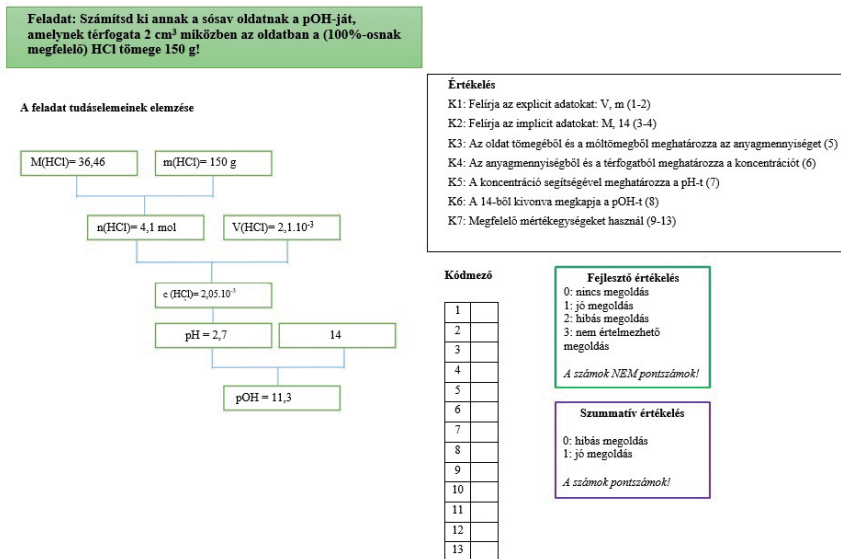 Feladat: Számítsd ki annak a sósav oldatnak a pOH-ját,
amelynek térfogata 2 cm³ miközben az oldatban a (100%-osnak
megfelelő) HCl tömege 150 g!
A feladat tudáselemeinek elemzése
M(HCl)= 36,46
m(HCl)= 150 g
n(HCl)= 4,1 mol
V(HCl)= 2,1.10⁻³
c (HCl)= 2,05.10⁻³
pH = 2,7
14
pOH = 11,3
Értékelés
K1: Felírja az explicit adatokat: V, m (1-2)
K2: Felírja az implicit adatokat: M, 14 (3-4)
K3: Az oldat tömegéből és a móltömegből meghatározza az anyagmennyiséget (5)
K4: Az anyagmennyiségből és a térfogatból meghatározza a koncentrációt (6)
K5: A koncentráció segítségével meghatározza a pH-t (7)
K6: A 14-ből kivonva megkapja a pOH-t (8)
K7: Megfelelő mértékegységeket használ (9-13)
Kódmező
1
2
3
4
5
6
7
8
9
10
11
12
13
Fejlesztő értékelés
0: nincs megoldás
1: jó megoldás
2: hibás megoldás
3: nem értelmezhető
megoldás
A számok NEM pontszámok!
Szummatív értékelés
0: hibás megoldás
1: jó megoldás
A számok pontszámok!